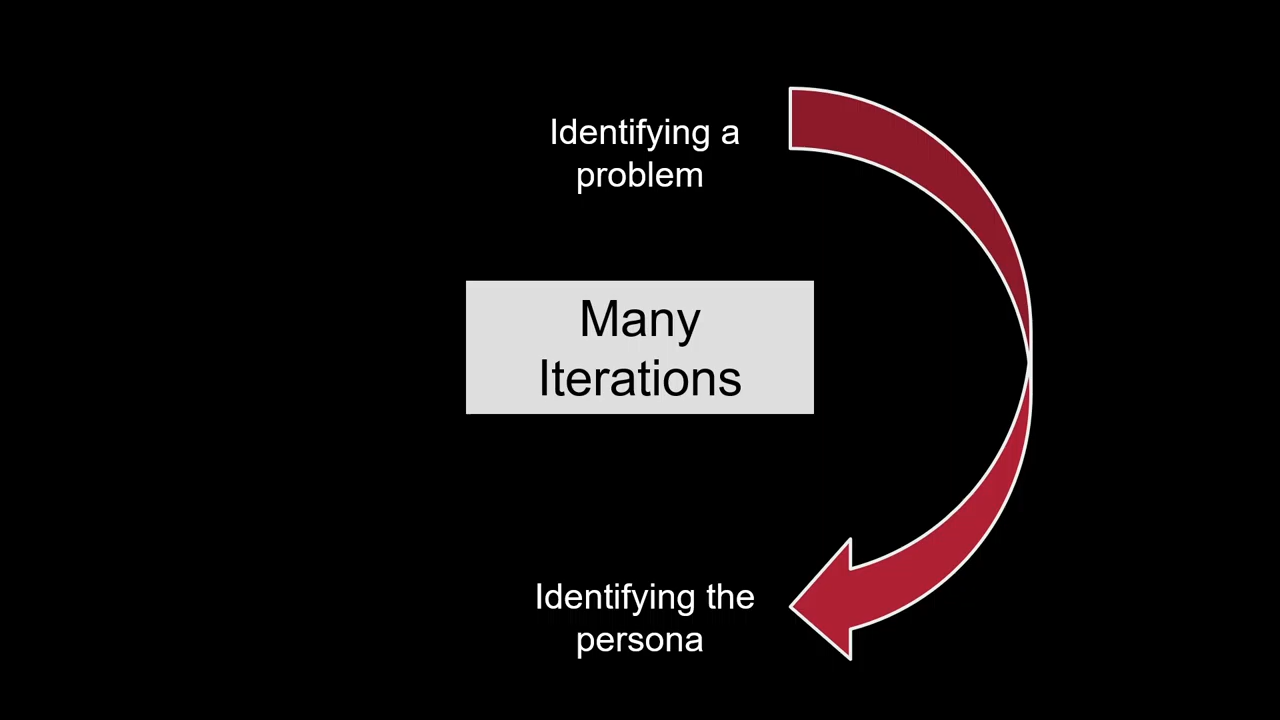 Identifying a
problem
Many
Iterations
Identifying the
persona